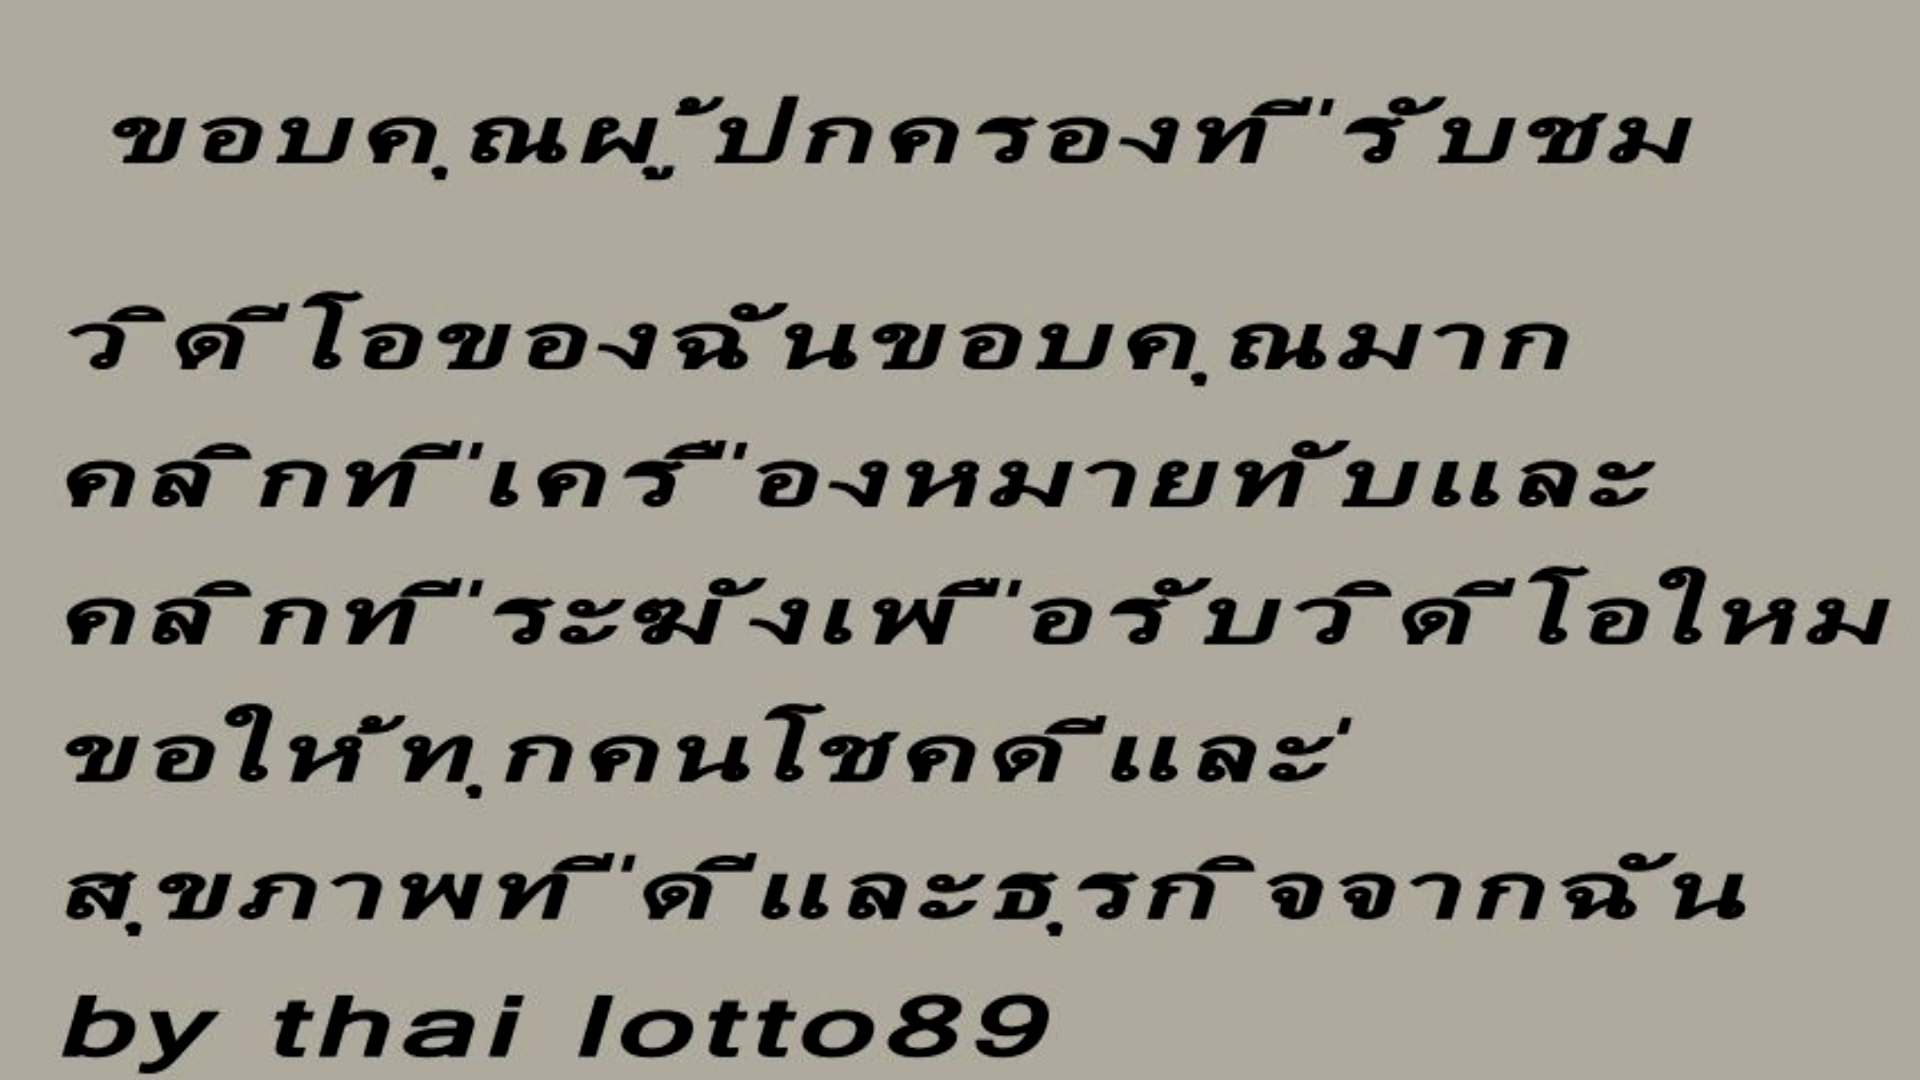 ขอบคุณผู้ปกครองที่รับชม
วิดีโอของฉันขอบคุณมาก
คลิกที่เครื่องหมายทับและ
คลิกที่ระฆังเพื่อรับวิดีโอใหม
ขอให้ทุกคนโชคดีและ่
สุขภาพที่ดีและธุรกิจจากฉัน
by thai lotto89